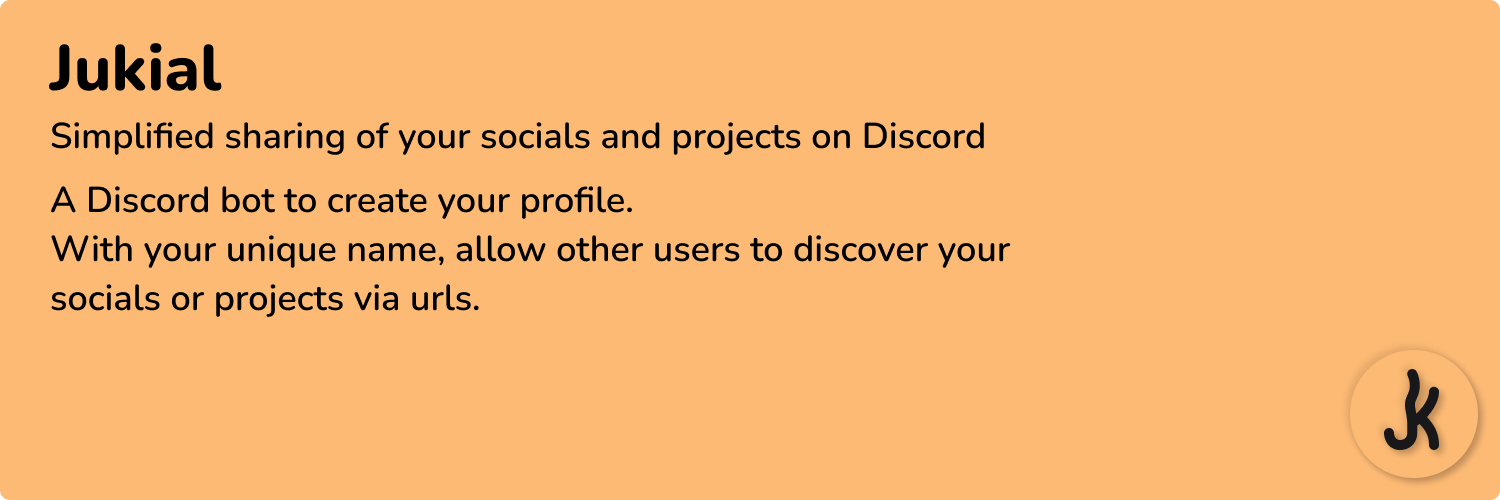 Jukial
Simplified sharing of your socials and projects on Discord
A Discord bot to create your profile.
With your unique name, allow other users to discover your
socials or projects via urls.
JK